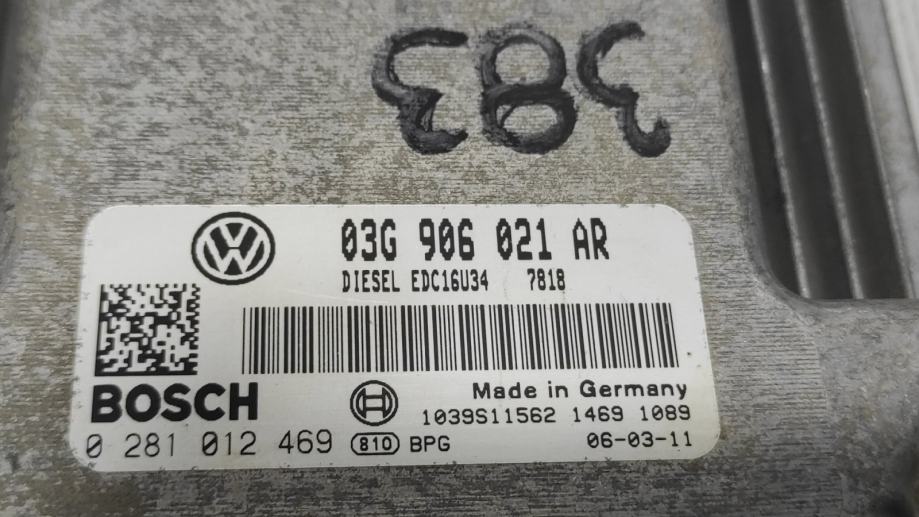 383
03G 906 021 AR
DIESEL EDC16U34 7818
BOSCH
Made in Germany
1039S11562 1469 1089
0 281 012 469 810 BPG 06-03-11